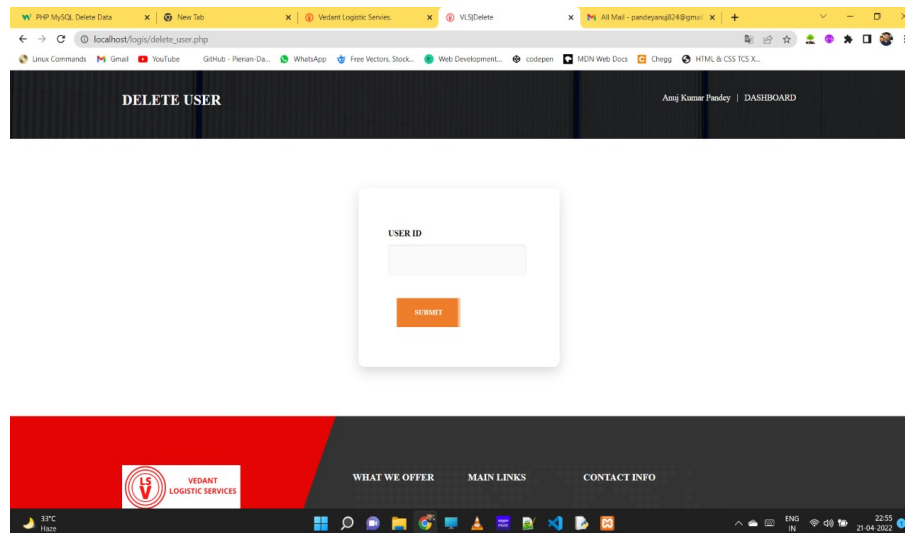 PHP MySQL Delete Data
New Tab
Vedant Logistic Servies.
VLS|Delete
All Mail - pandeyanuj824@gmail
localhost/logis/delete_user.php
Linux Commands
Gmail
YouTube
GitHub - Pierian-Da...
WhatsApp
Free Vectors, Stock...
Web Development...
codepen
MDN Web Docs
Chegg
HTML & CSS TCS X...
DELETE USER
Anuj Kumar Pandey | DASHBOARD
USER ID
SUBMIT
LS
V
VEDANT
LOGISTIC SERVICES
WHAT WE OFFER
MAIN LINKS
CONTACT INFO
33°C
Haze
ENG
IN
22:55
21-04-2022